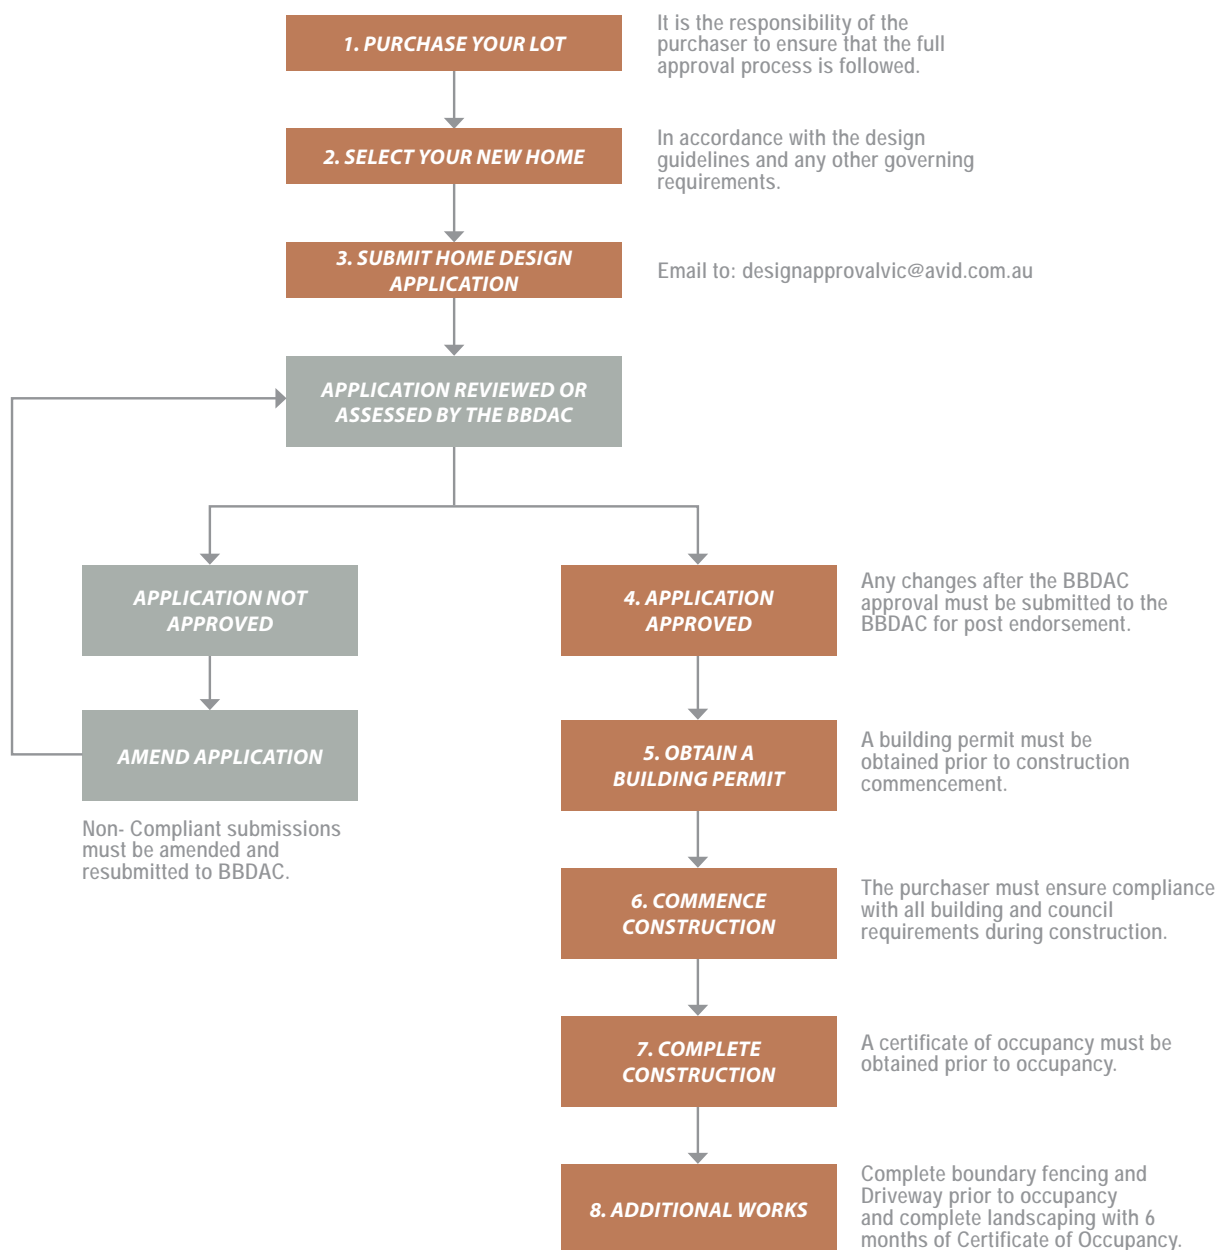 1. PURCHASE YOUR LOT
It is the responsibility of the
purchaser to ensure that the full
approval process is followed.
2. SELECT YOUR NEW HOME
In accordance with the design
guidelines and any other governing
requirements.
3. SUBMIT HOME DESIGN
APPLICATION
Email to: designapprovalvic@avid.com.au
APPLICATION REVIEWED OR
ASSESSED BY THE BBDAC
APPLICATION NOT
APPROVED
AMEND APPLICATION
Non- Compliant submissions
must be amended and
resubmitted to BBDAC.
4. APPLICATION
APPROVED
Any changes after the BBDAC
approval must be submitted to the
BBDAC for post endorsement.
5. OBTAIN A
BUILDING PERMIT
A building permit must be
obtained prior to construction
commencement.
6. COMMENCE
CONSTRUCTION
The purchaser must ensure compliance
with all building and council
requirements during construction.
7. COMPLETE
CONSTRUCTION
A certificate of occupancy must be
obtained prior to occupancy.
8. ADDITIONAL WORKS
Complete boundary fencing and
Driveway prior to occupancy
and complete landscaping with 6
months of Certificate of Occupancy.